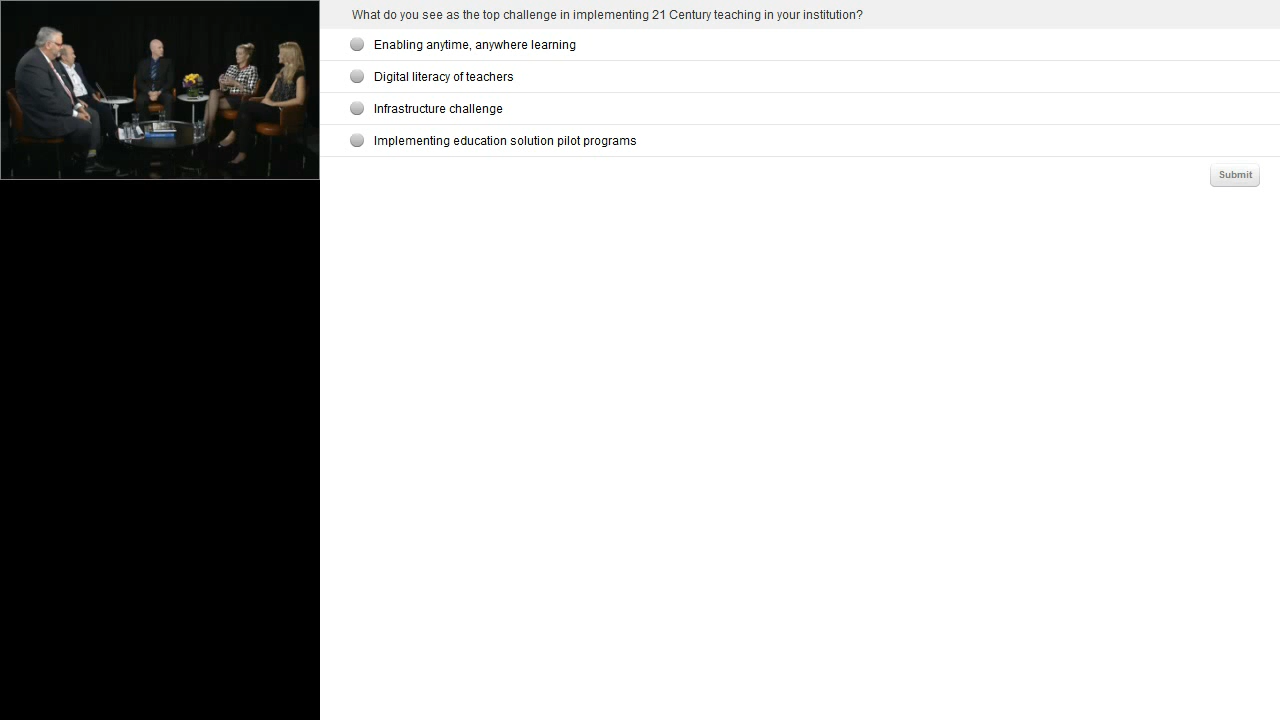 What do you see as the top challenge in implementing 21 Century teaching in your institution?
Enabling anytime, anywhere learning
Digital literacy of teachers
Infrastructure challenge
Implementing education solution pilot programs
Submit